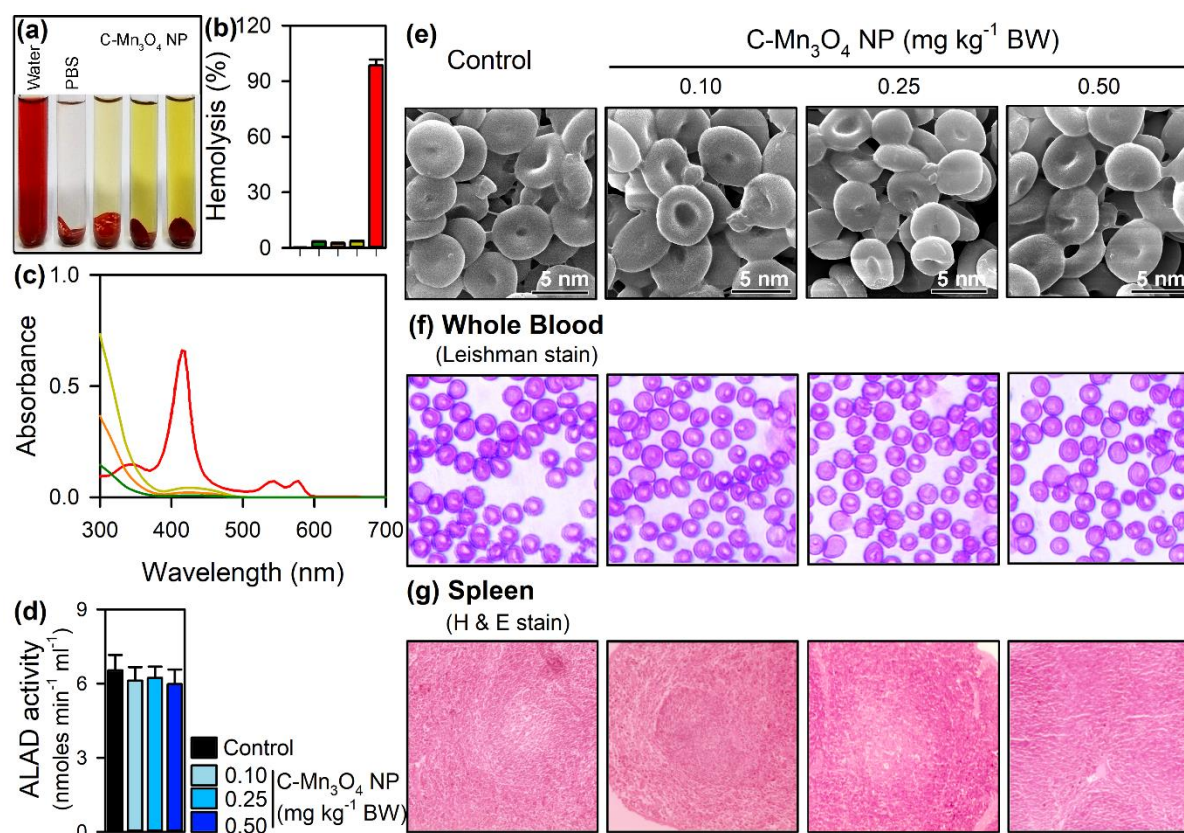 (a)
C-Mn₃O₄ NP
Water
PBS
(b)
Hemolysis (%)
120
90
60
30
0
(c)
Absorbance
1.0
0.5
0.0
300 400 500 600 700
Wavelength (nm)
(d)
ALAD activity
(nmoles min⁻¹ ml⁻¹)
9
6
3
0
Control
0.10
0.25
0.50
C-Mn₃O₄ NP
(mg kg⁻¹ BW)
(e)
Control
C-Mn₃O₄ NP (mg kg⁻¹ BW)
0.10 0.25 0.50
5 nm 5 nm 5 nm 5 nm
(f) Whole Blood
(Leishman stain)
(g) Spleen
(H & E stain)